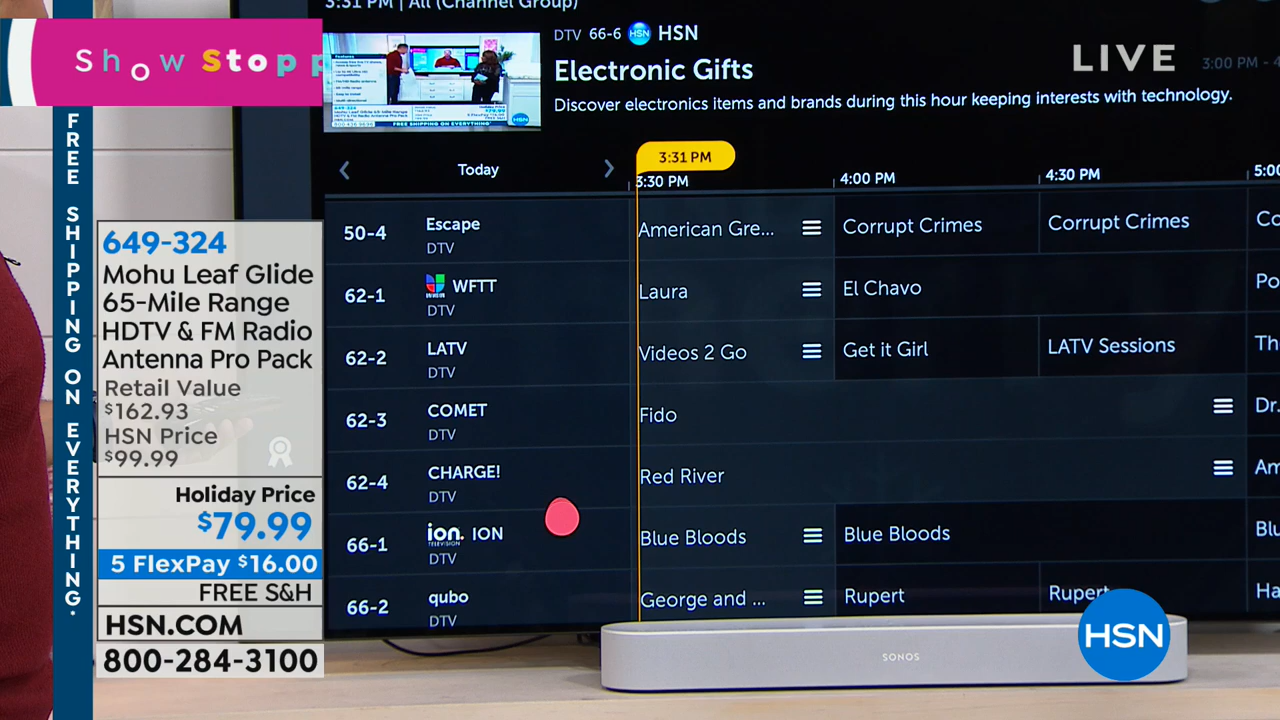 3:31 PM | All (Channel Group)
Show Stopp
DTV 66-6 HSN HSN
Electronic Gifts
Discover electronics items and brands during this hour keeping interests with technology.
LIVE
3:00 PM - 4
FREE SHIPPING ON EVERYTHING.
Today
3:31 PM
3:30 PM
4:00 PM
4:30 PM
5:00
50-4 Escape DTV American Gre... Corrupt Crimes Corrupt Crimes Co
62-1 WFTT DTV Laura El Chavo Po
62-2 LATV DTV Videos 2 Go Get it Girl LATV Sessions Th
62-3 COMET DTV Fido Dr.
62-4 CHARGE! DTV Red River Am
66-1 ion TELEVISION ION DTV Blue Bloods Blue Bloods Blu
66-2 qubo DTV George and ... Rupert Rupert Ha
649-324
Mohu Leaf Glide
65-Mile Range
HDTV & FM Radio
Antenna Pro Pack
Retail Value
$162.93
HSN Price
$99.99
Holiday Price
$79.99
5 FlexPay $16.00
FREE S&H
HSN.COM
800-284-3100
SONOS
HSN